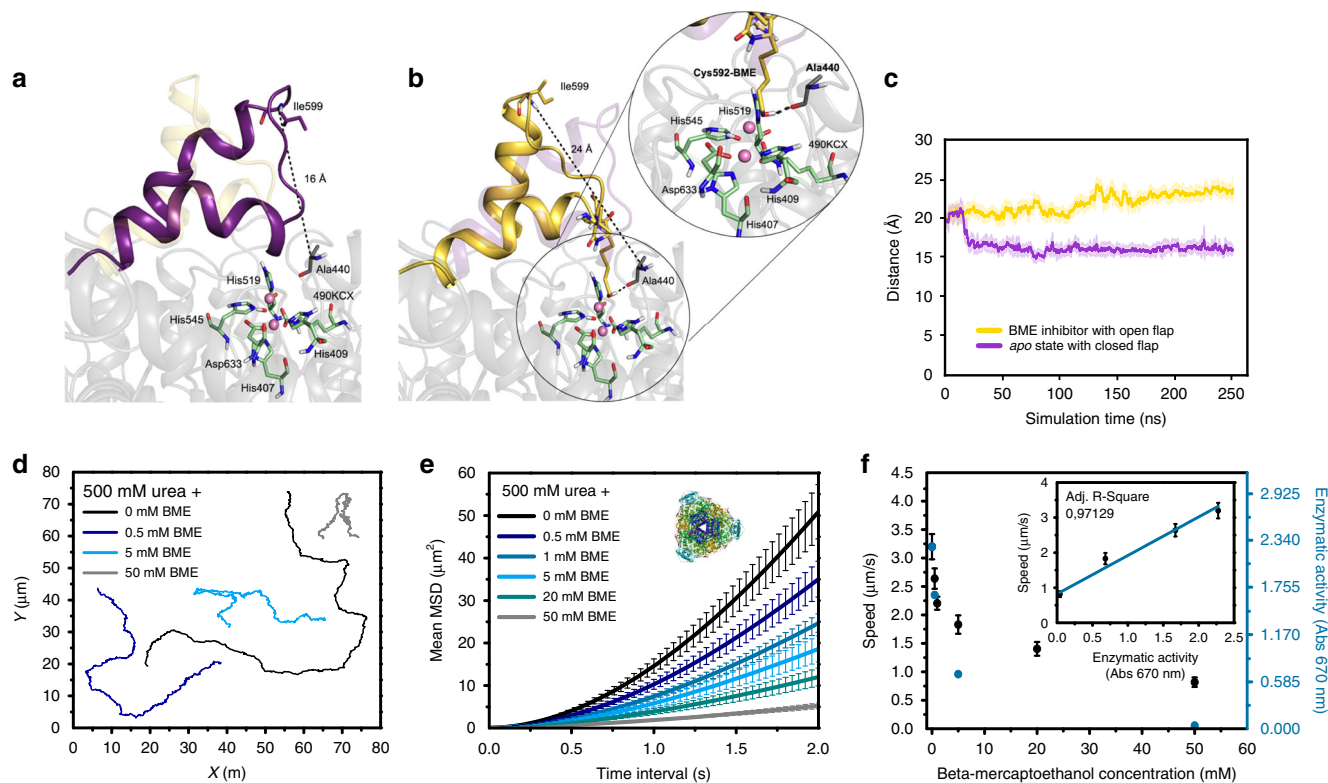 a
Ile599
16 Å
Ala440
His519
490KCX
His545
Asp633
His409
His407
b
Ile599
24 Å
Ala440
Cys592-BME
Ala440
His519
His545
490KCX
Asp633
His409
His407
c
30
25
20
15
10
5
0
Distance (Å)
BME inhibitor with open flap
apo state with closed flap
0 50 100 150 200 250
Simulation time (ns)
d
80
70
60
50
40
30
20
10
0
Y (µm)
500 mM urea +
0 mM BME
0.5 mM BME
5 mM BME
50 mM BME
0 10 20 30 40 50 60 70 80
X (m)
e
60
50
40
30
20
10
0
Mean MSD (µm²)
500 mM urea +
0 mM BME
0.5 mM BME
1 mM BME
5 mM BME
20 mM BME
50 mM BME
0.0 0.5 1.0 1.5 2.0
Time interval (s)
f
4.5
4.0
3.5
3.0
2.5
2.0
1.5
1.0
0.5
0.0
Speed (µm/s)
Adj. R-Square
0,97129
4
3
2
1
0
Speed (µm/s)
0.0 0.5 1.0 1.5 2.0 2.5
Enzymatic activity
(Abs 670 nm)
2.925
2.340
1.755
1.170
0.585
0.000
Enzymatic activity (Abs 670 nm)
0 10 20 30 40 50 60
Beta-mercaptoethanol concentration (mM)